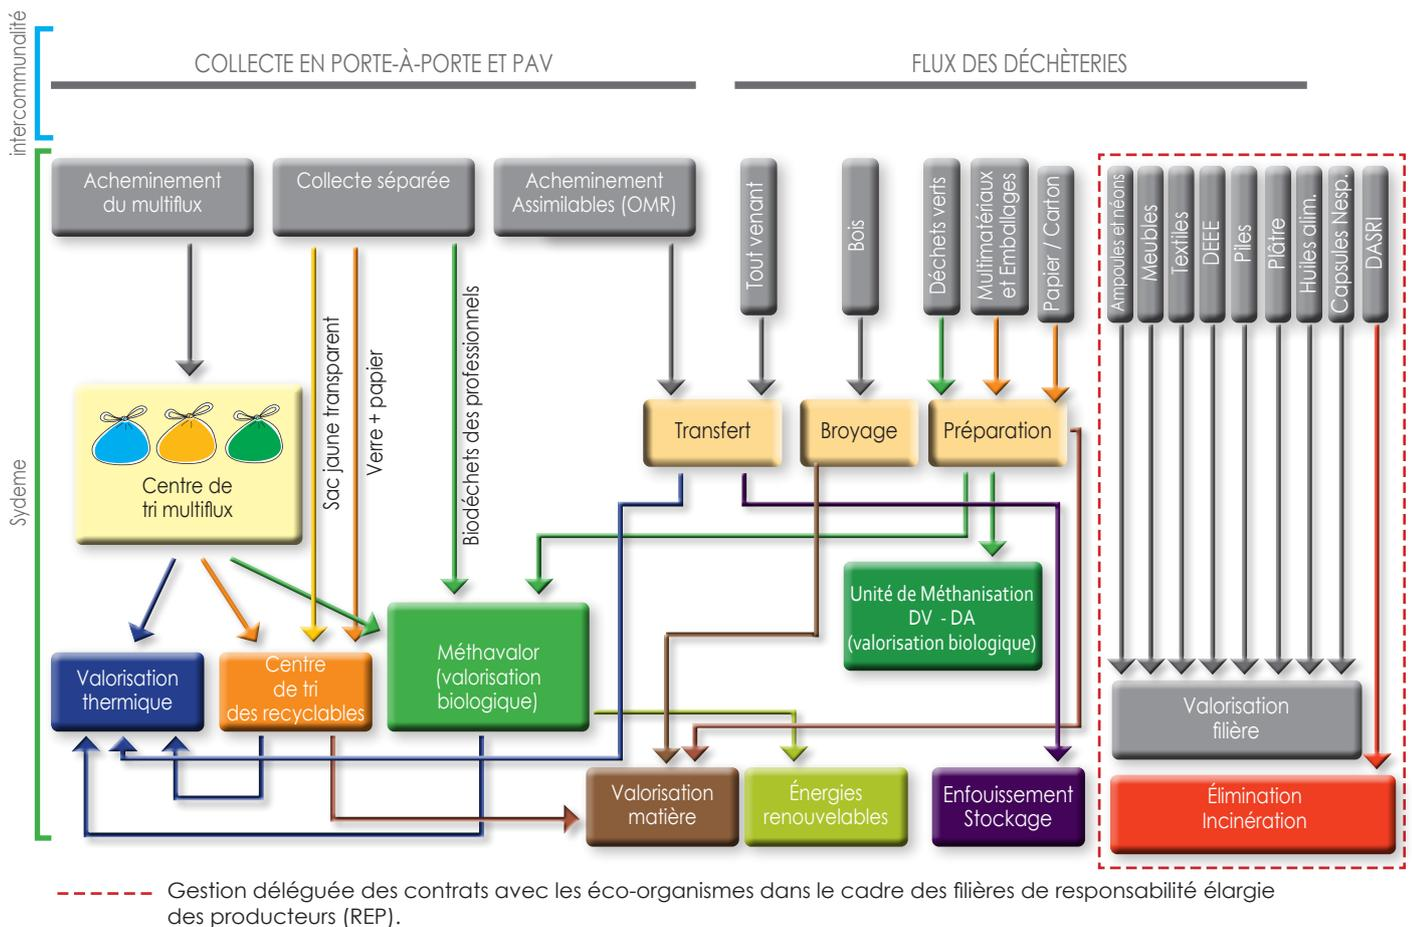 intercommunalité
COLLECTE EN PORTE-À-PORTE ET PAV
FLUX DES DÉCHÈTERIES
Sydeme
Acheminement
du multiflux
Collecte séparée
Acheminement
Assimilables (OMR)
Tout venant
Bois
Déchets verts
Multimatériaux
et Emballages
Papier / Carton
Ampoules et néons
Meubles
Textiles
DEEE
Piles
Plâtre
Huiles alim.
Capsules Nesp.
DASRI
Sac jaune transparent
Verre + papier
Biodéchets des professionnels
Centre de
tri multiflux
Transfert
Broyage
Préparation
Unité de Méthanisation
DV - DA
(valorisation biologique)
Valorisation
thermique
Centre
de tri
des recyclables
Méthavalor
(valorisation
biologique)
Valorisation
filière
Valorisation
matière
Énergies
renouvelables
Enfouissement
Stockage
Élimination
Incinération
Gestion déléguée des contrats avec les éco-organismes dans le cadre des filières de responsabilité élargie
des producteurs (REP).